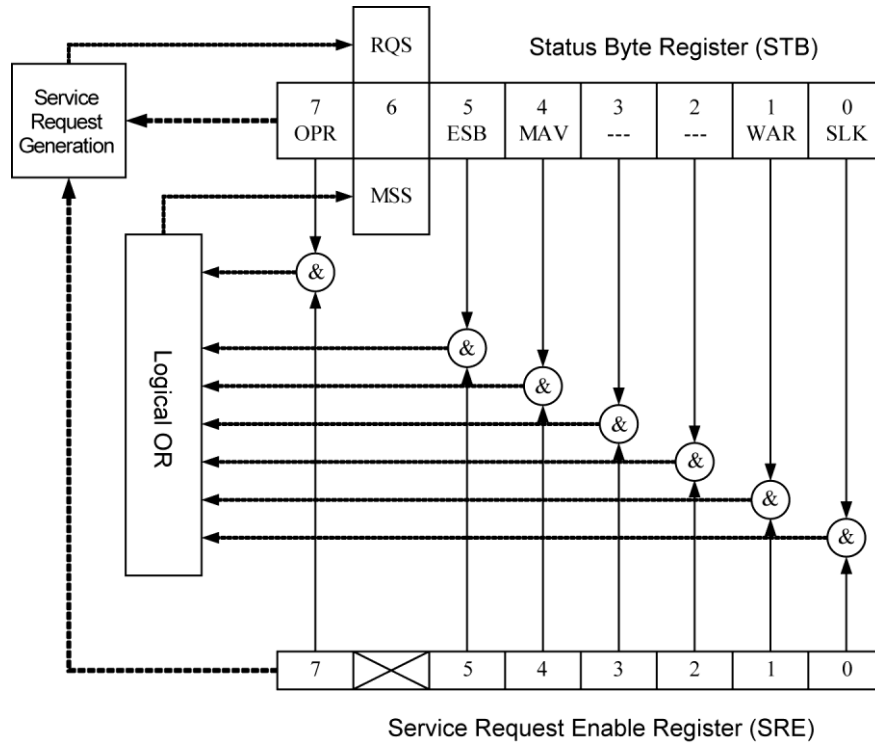 RQS
Status Byte Register (STB)
Service
Request
Generation
7 6 5 4 3 2 1 0
OPR ESB MAV --- --- WAR SLK
MSS
&
&
&
&
&
&
&
Logical OR
7 5 4 3 2 1 0
Service Request Enable Register (SRE)